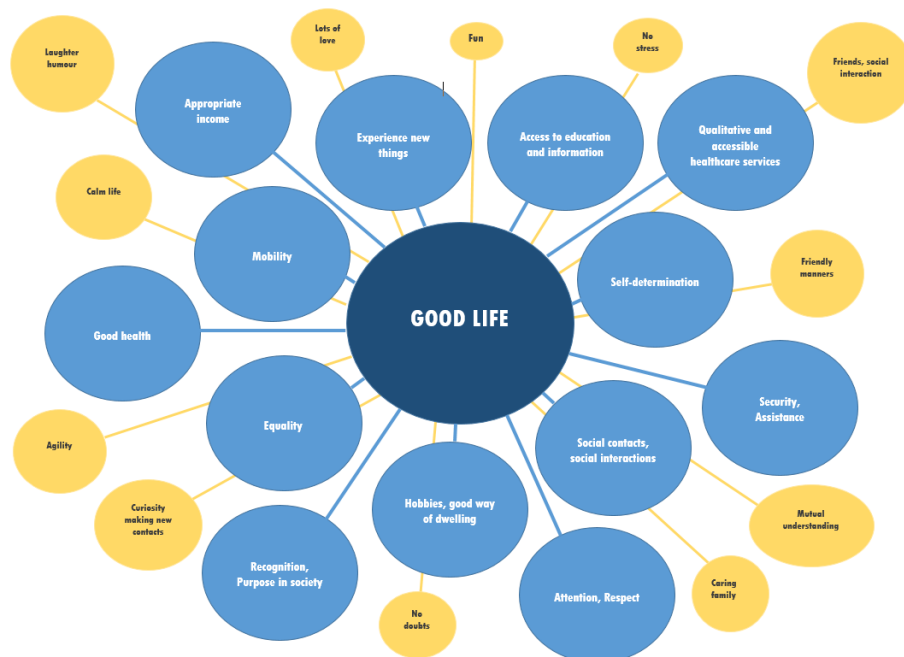 Lots of
love
Fun
No
stress
Laughter
humour
Friends, social
interaction
Appropriate
income
Experience new
things
Access to education
and information
Qualitative and
accessible
healthcare services
Calm life
Mobility
Self-determination
Friendly
manners
GOOD LIFE
Good health
Security,
Assistance
Equality
Social contacts,
social interactions
Agility
Curiosity
making new
contacts
Hobbies, good way
of dwelling
Mutual
understanding
Recognition,
Purpose in society
Attention, Respect
Caring
family
No
doubts